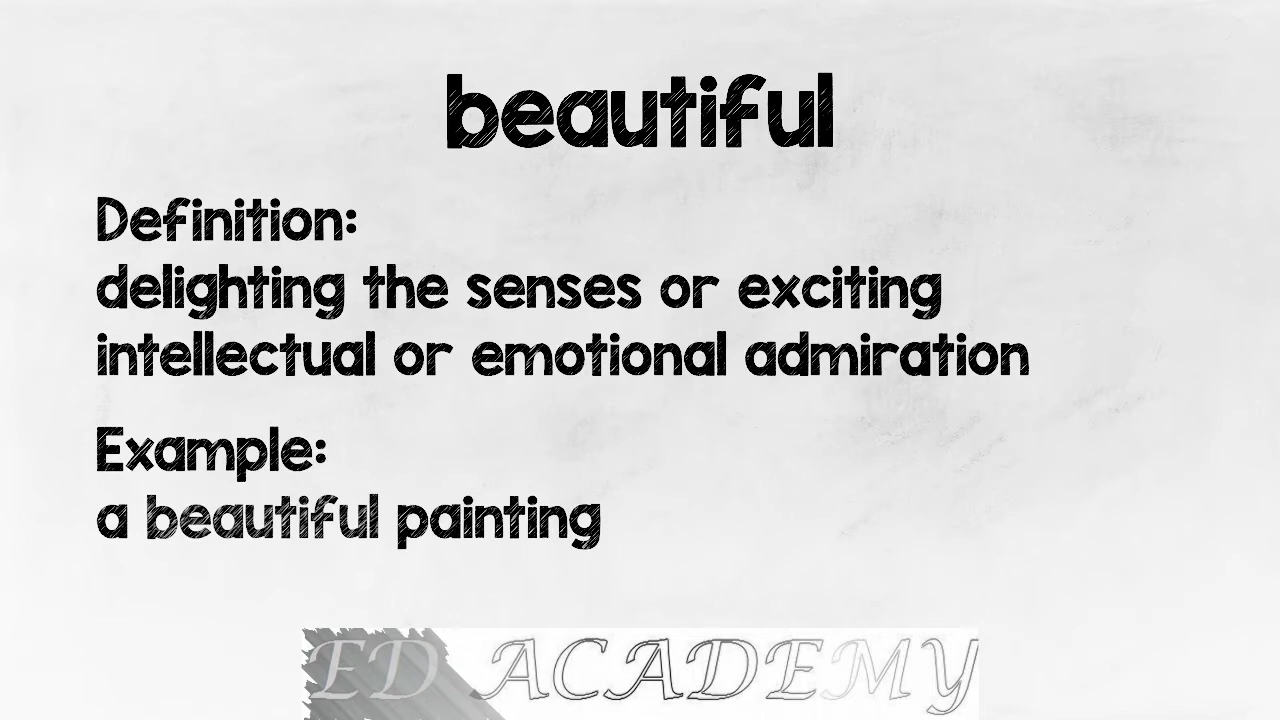 beautiful
Definition:
delighting the senses or exciting
intellectual or emotional admiration
Example:
a beautiful painting
ED ACADEMY